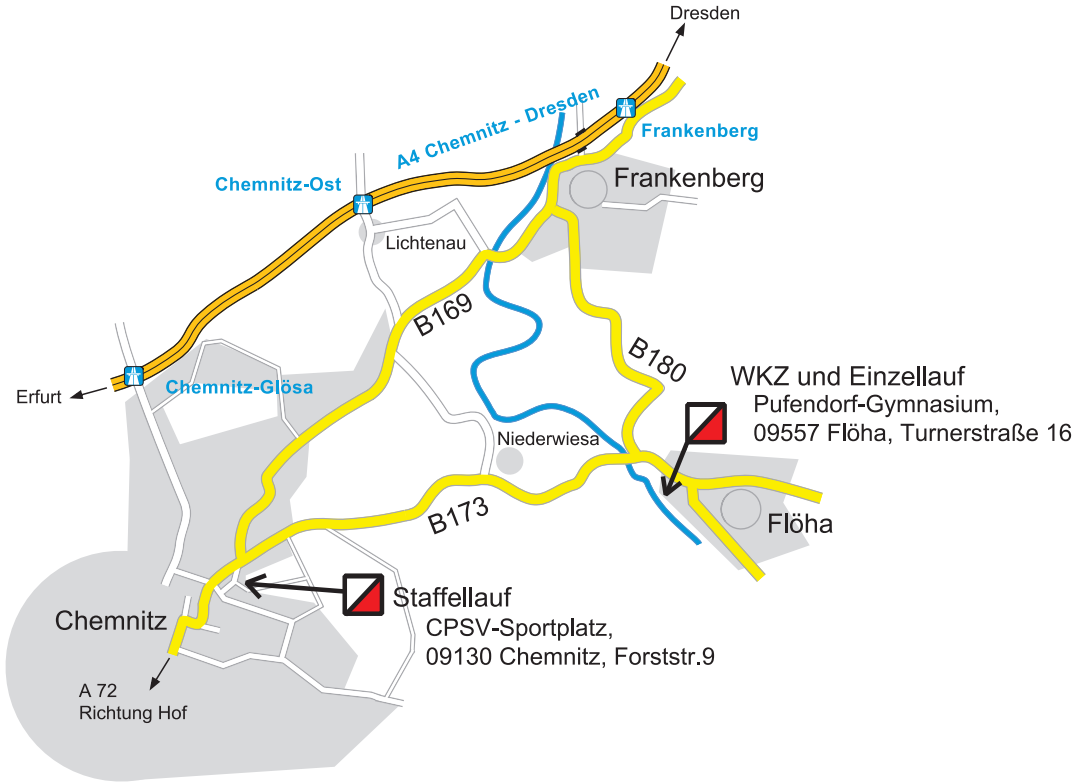 Dresden
A4 Chemnitz - Dresden
Frankenberg
Chemnitz-Ost
Frankenberg
Lichtenau
B169
B180
Erfurt
Chemnitz-Glösa
WKZ und Einzellauf
Pufendorf-Gymnasium,
09557 Flöha, Turnerstraße 16
Niederwiesa
B173
Flöha
Staffellauf
CPSV-Sportplatz,
09130 Chemnitz, Forststr.9
Chemnitz
A 72
Richtung Hof